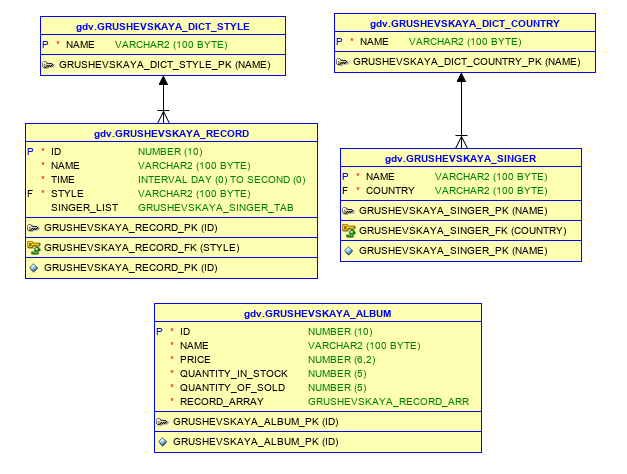 gdv.GRUSHEVSKAYA_DICT_STYLE
P * NAME VARCHAR2 (100 BYTE)
GRUSHEVSKAYA_DICT_STYLE_PK (NAME)
gdv.GRUSHEVSKAYA_DICT_COUNTRY
P * NAME VARCHAR2 (100 BYTE)
GRUSHEVSKAYA_DICT_COUNTRY_PK (NAME)
gdv.GRUSHEVSKAYA_RECORD
P * ID NUMBER (10)
* NAME VARCHAR2 (100 BYTE)
* TIME INTERVAL DAY (0) TO SECOND (0)
F * STYLE VARCHAR2 (100 BYTE)
SINGER_LIST GRUSHEVSKAYA_SINGER_TAB
GRUSHEVSKAYA_RECORD_PK (ID)
GRUSHEVSKAYA_RECORD_FK (STYLE)
GRUSHEVSKAYA_RECORD_PK (ID)
gdv.GRUSHEVSKAYA_SINGER
P * NAME VARCHAR2 (100 BYTE)
F * COUNTRY VARCHAR2 (100 BYTE)
GRUSHEVSKAYA_SINGER_PK (NAME)
GRUSHEVSKAYA_SINGER_FK (COUNTRY)
GRUSHEVSKAYA_SINGER_PK (NAME)
gdv.GRUSHEVSKAYA_ALBUM
P * ID NUMBER (10)
* NAME VARCHAR2 (100 BYTE)
* PRICE NUMBER (6,2)
* QUANTITY_IN_STOCK NUMBER (5)
* QUANTITY_OF_SOLD NUMBER (5)
* RECORD_ARRAY GRUSHEVSKAYA_RECORD_ARR
GRUSHEVSKAYA_ALBUM_PK (ID)
GRUSHEVSKAYA_ALBUM_PK (ID)